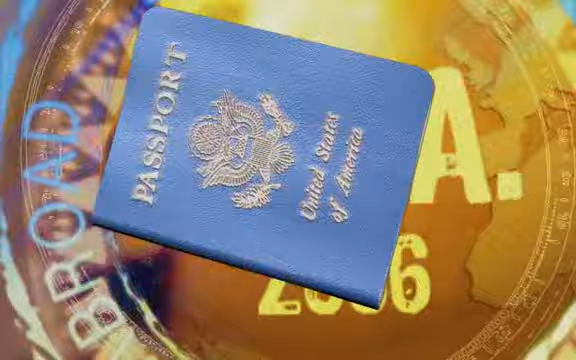 PASSPORT
United States
of America
BROAD
A.
2006